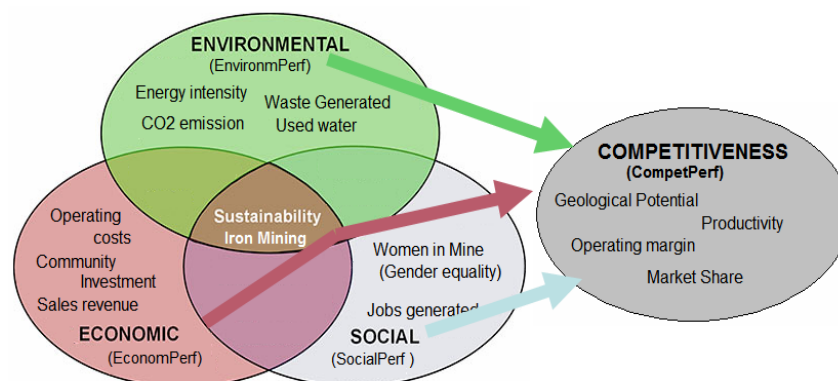 ENVIRONMENTAL
(EnvironmPerf)
Energy intensity
Waste Generated
CO2 emission
Used water
Operating
costs
Community
Investment
Sales revenue
ECONOMIC
(EconomPerf)
Sustainability
Iron Mining
Women in Mine
(Gender equality)
Jobs generated
SOCIAL
(SocialPerf )
COMPETITIVENESS
(CompetPerf)
Geological Potential
Productivity
Operating margin
Market Share